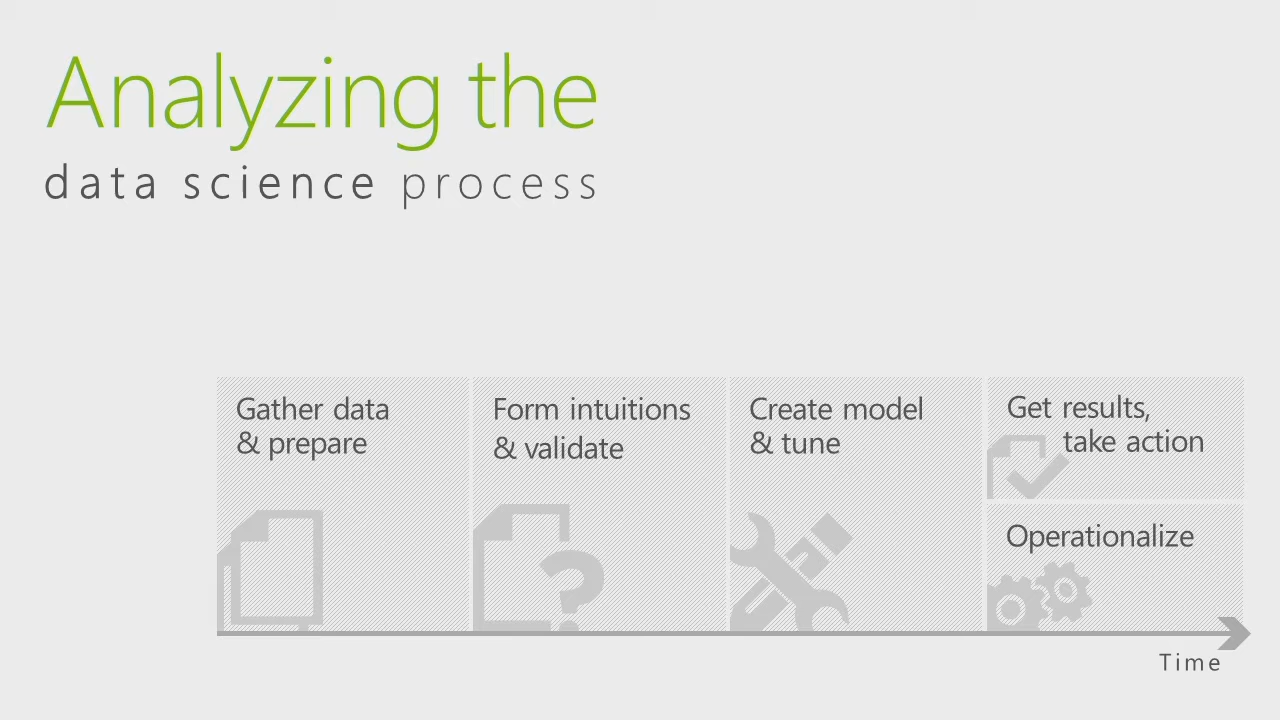 Analyzing the
data science process
Gather data
& prepare
Form intuitions
& validate
Create model
& tune
Get results,
take action
Operationalize
Time